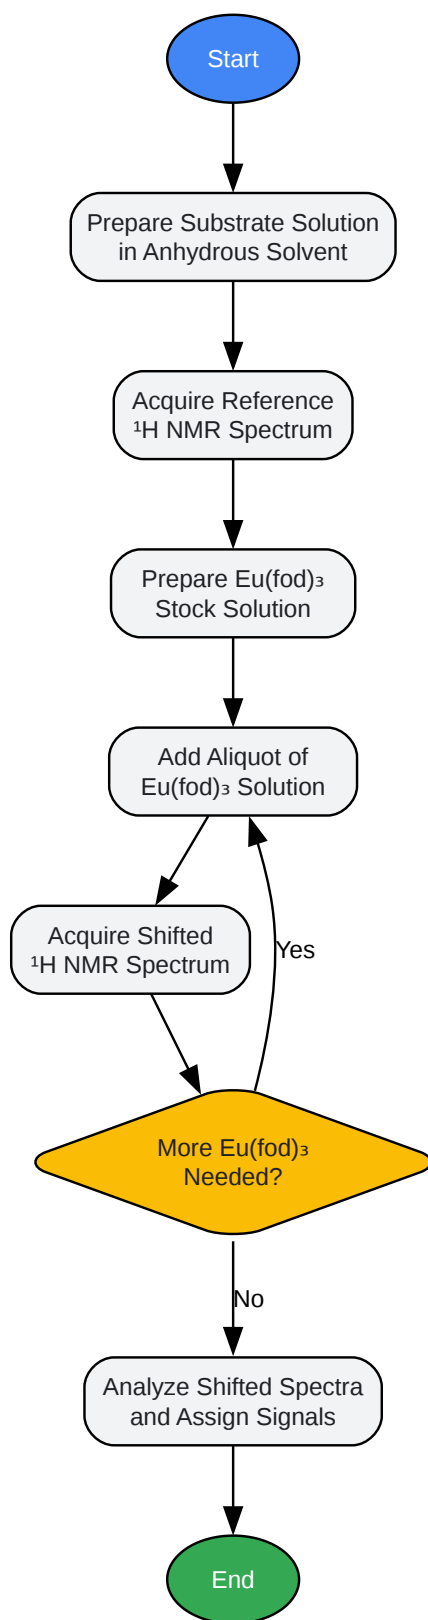 Start
Prepare Substrate Solution
in Anhydrous Solvent
Acquire Reference
¹H NMR Spectrum
Prepare Eu(fod)₃
Stock Solution
Add Aliquot of
Eu(fod)₃ Solution
Acquire Shifted
¹H NMR Spectrum
Yes
More Eu(fod)₃
Needed?
No
Analyze Shifted Spectra
and Assign Signals
End